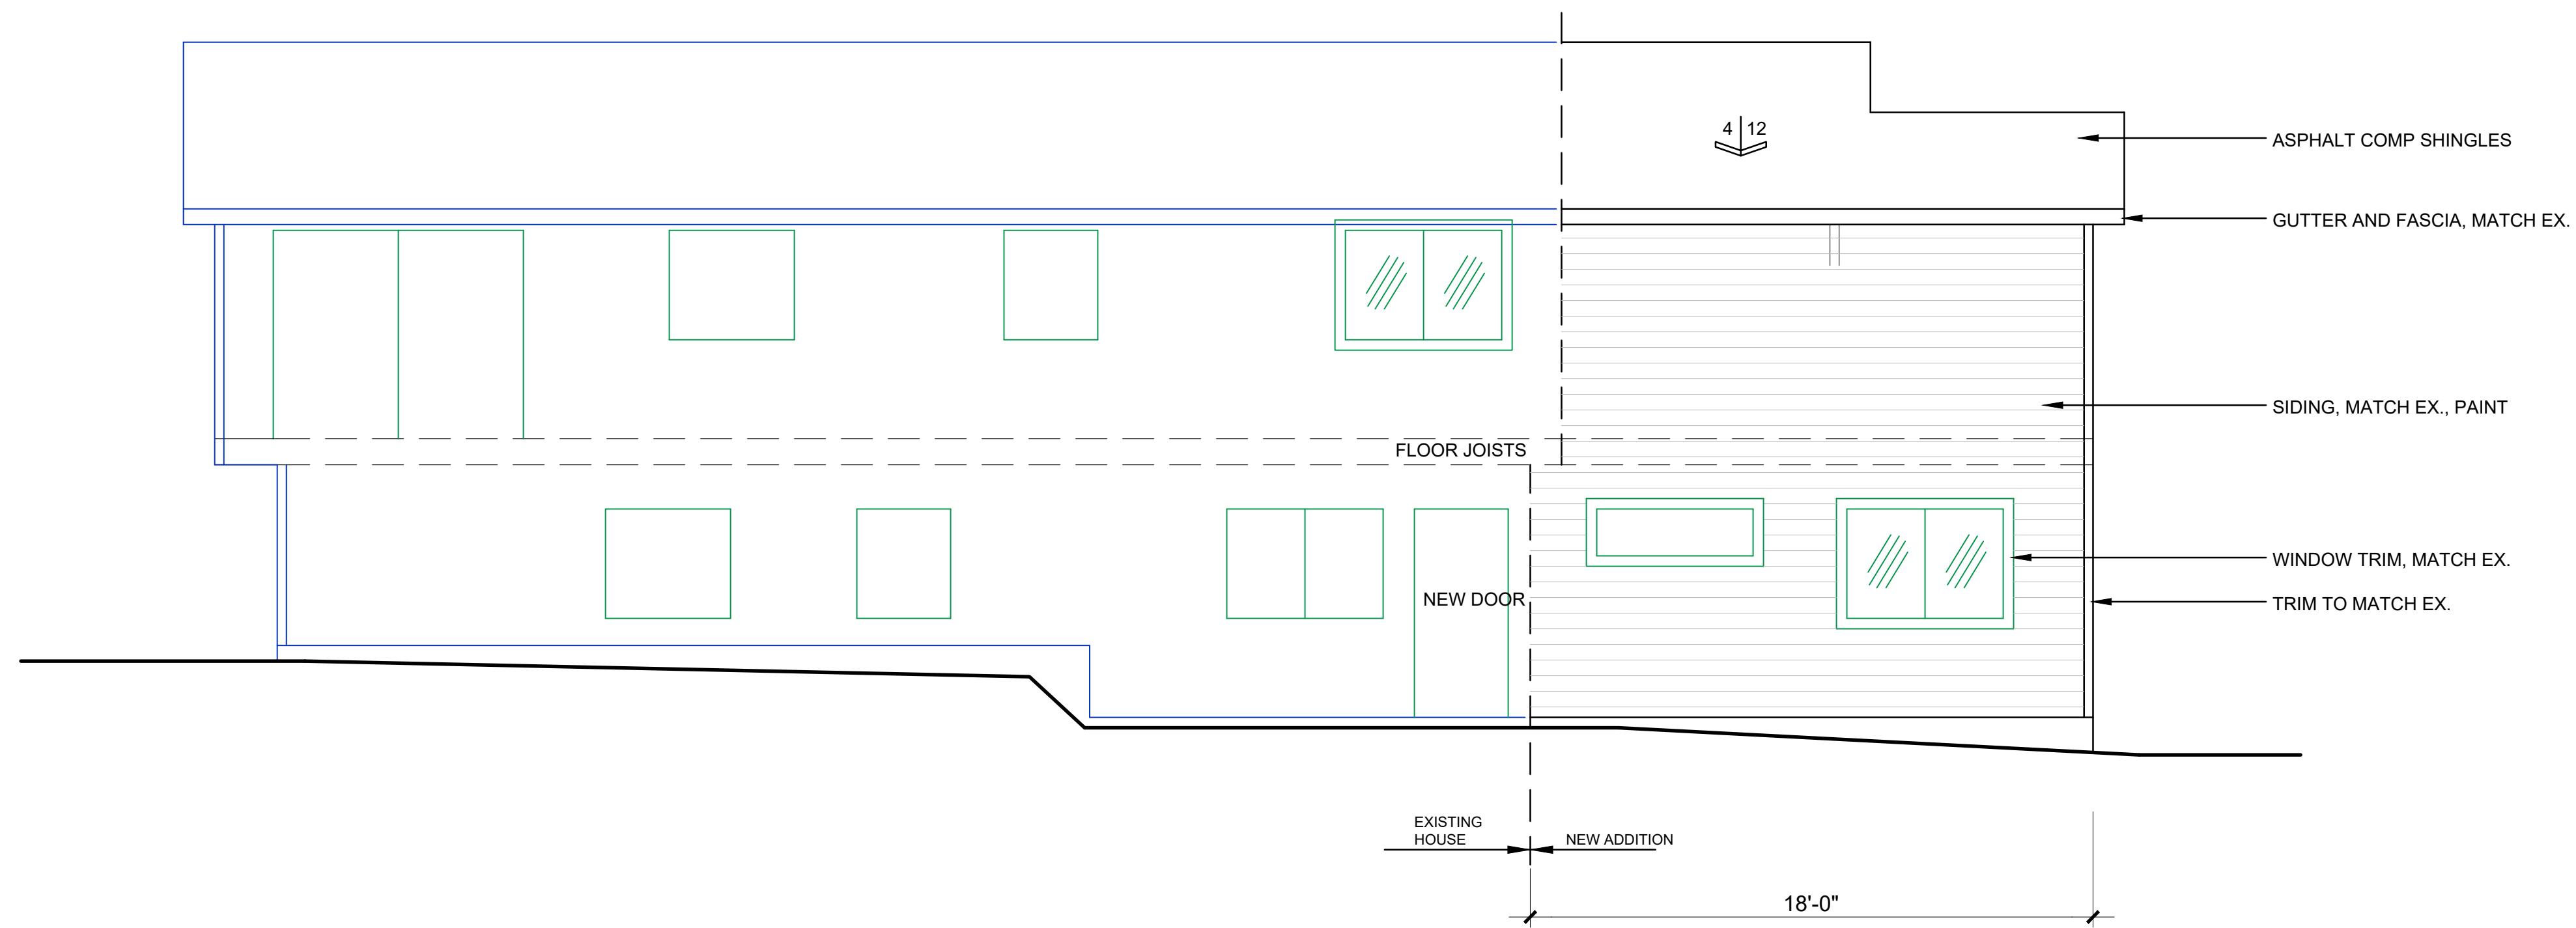 4 12
ASPHALT COMP SHINGLES
GUTTER AND FASCIA, MATCH EX.
SIDING, MATCH EX., PAINT
FLOOR JOISTS
WINDOW TRIM, MATCH EX.
NEW DOOR
TRIM TO MATCH EX.
EXISTING
HOUSE
NEW ADDITION
18'-0"